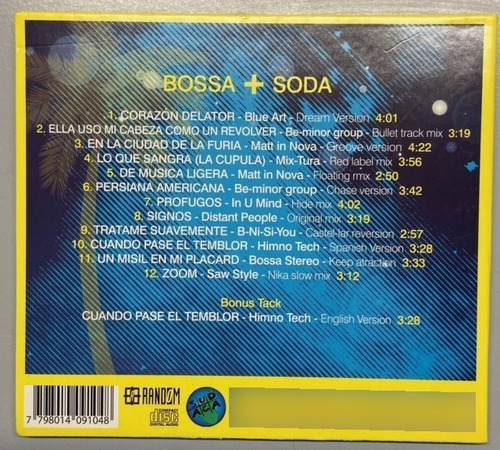 BOSSA + SODA
1. CORAZÓN DELATOR - Blue Art - Dream Version 4:01
2. ELLA USO MI CABEZA COMO UN REVOLVER - Be-minor group - Bullet track mix 3:19
3. EN LA CIUDAD DE LA FURIA - Matt in Nova - Groove version 4:22
4. LO QUE SANGRA (LA CUPULA) - Mix-Tura - Red label mix 3:56
5. DE MUSICA LIGERA - Matt in Nova - Floating rmx 2:50
6. PERSIANA AMERICANA - Be-minor group - Chase version 3:42
7. PROFUGOS - In U Mind - Hide mix 4:02
8. SIGNOS - Distant People - Original mix 3:19
9. TRATAME SUAVEMENTE - B-Ni-Si-You - Castel-lar reversion 2:57
10. CUANDO PASE EL TEMBLOR - Himno Tech - Spanish Version 3:28
11. UN MISIL EN MI PLACARD - Bossa Stereo - Keep atraction 3:33
12. ZOOM - Saw Style - Nika slow mix 3:12
Bonus Tack
CUANDO PASE EL TEMBLOR - Himno Tech - English Version 3:28
7 798014 091048
RANDOM
COMPACT
disc
DIGITAL AUDIO
SUD
ACA